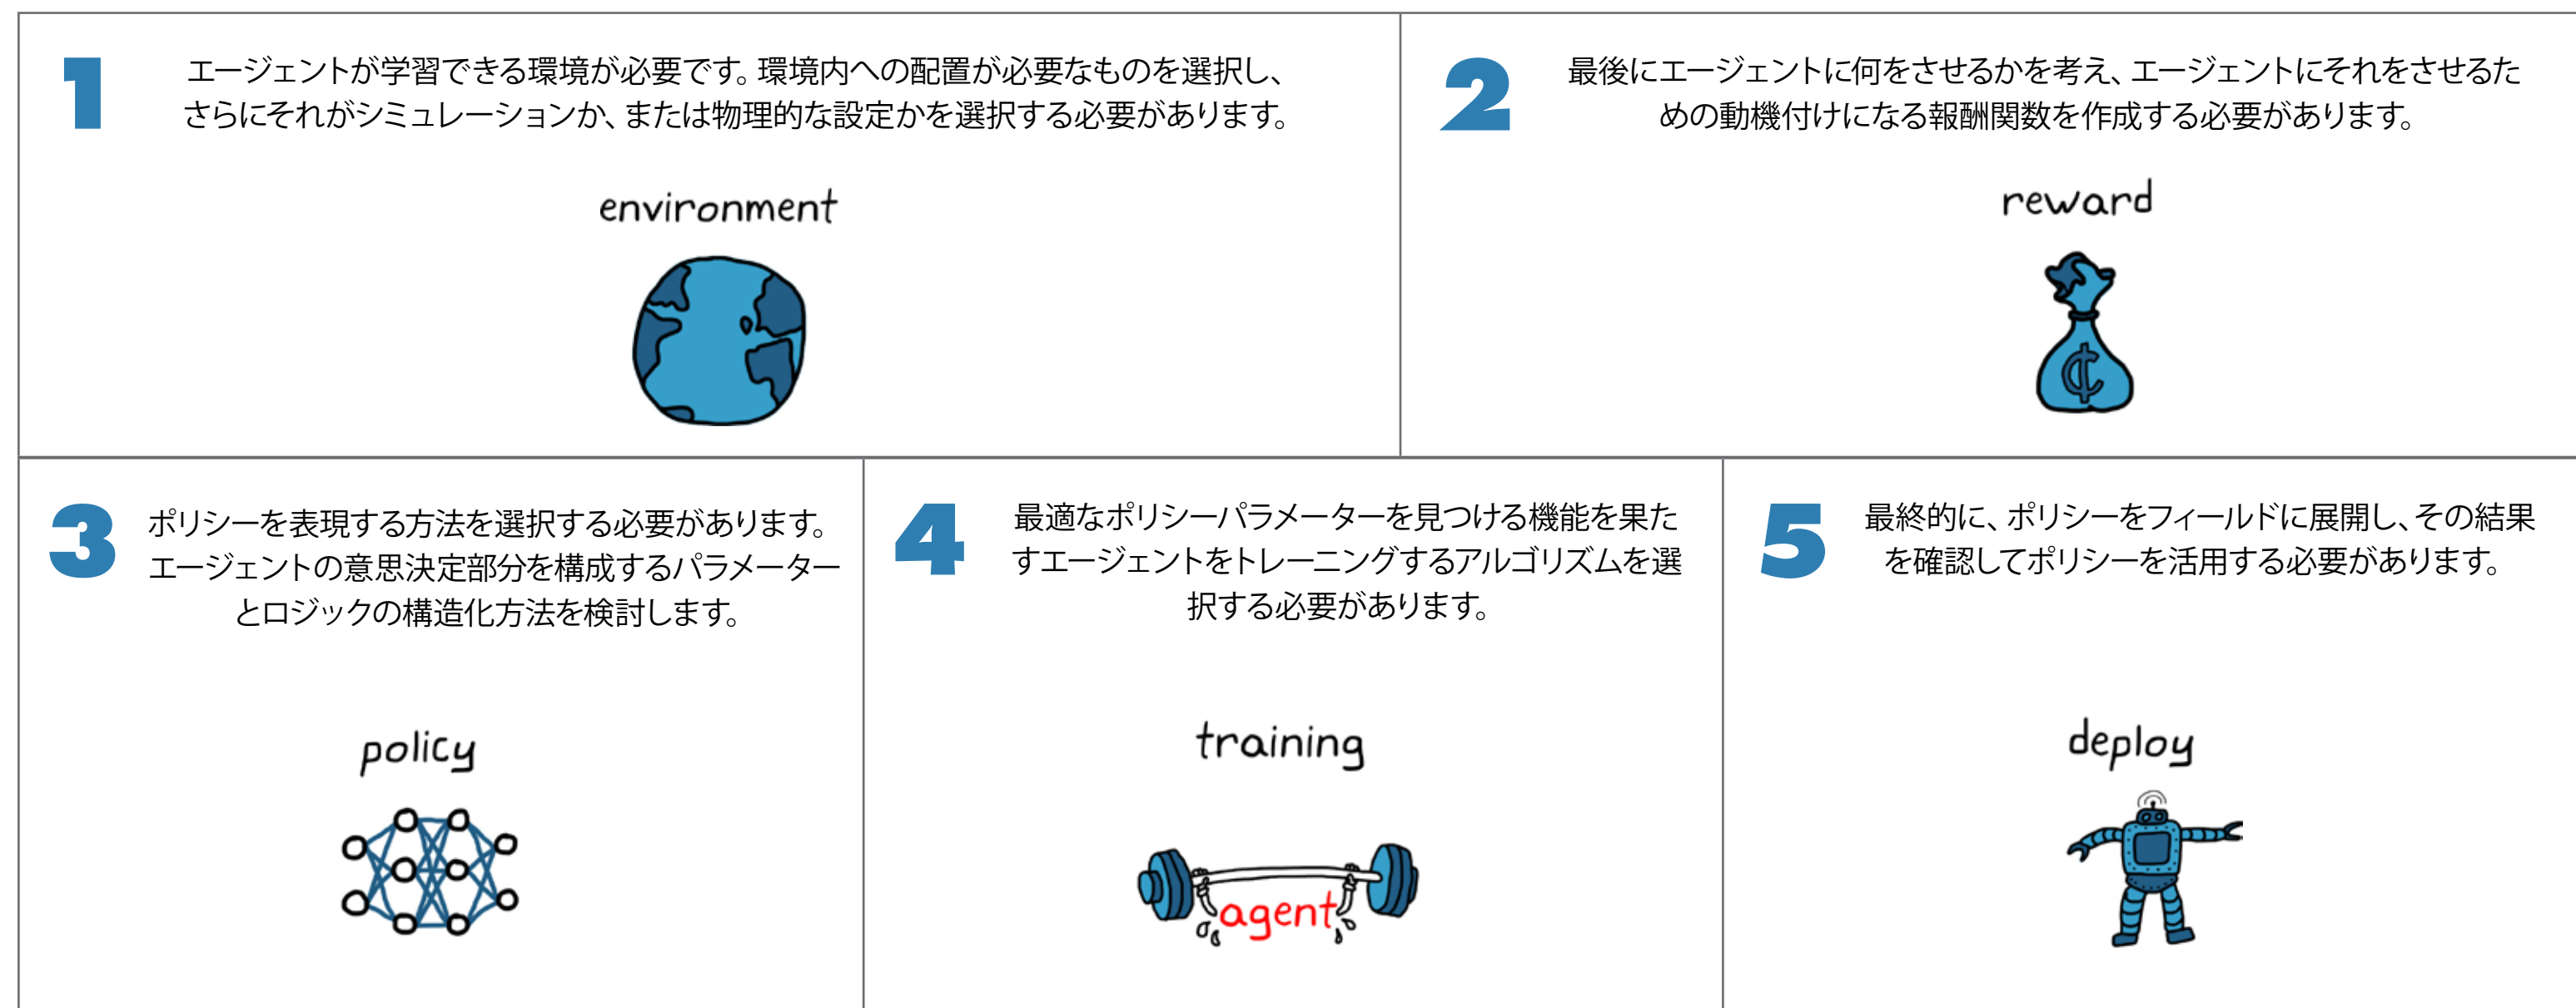 1
エージェントが学習できる環境が必要です。環境内への配置が必要なものを選択し、
さらにそれがシミュレーションか、または物理的な設定かを選択する必要があります。
environment
2
最後にエージェントに何をさせるかを考え、エージェントにそれをさせるた
めの動機付けになる報酬関数を作成する必要があります。
reward
₵
3
ポリシーを表現する方法を選択する必要があります。
エージェントの意思決定部分を構成するパラメーター
とロジックの構造化方法を検討します。
policy
4
最適なポリシーパラメーターを見つける機能を果た
すエージェントをトレーニングするアルゴリズムを選
択する必要があります。
training
agent
5
最終的に、ポリシーをフィールドに展開し、その結果
を確認してポリシーを活用する必要があります。
deploy